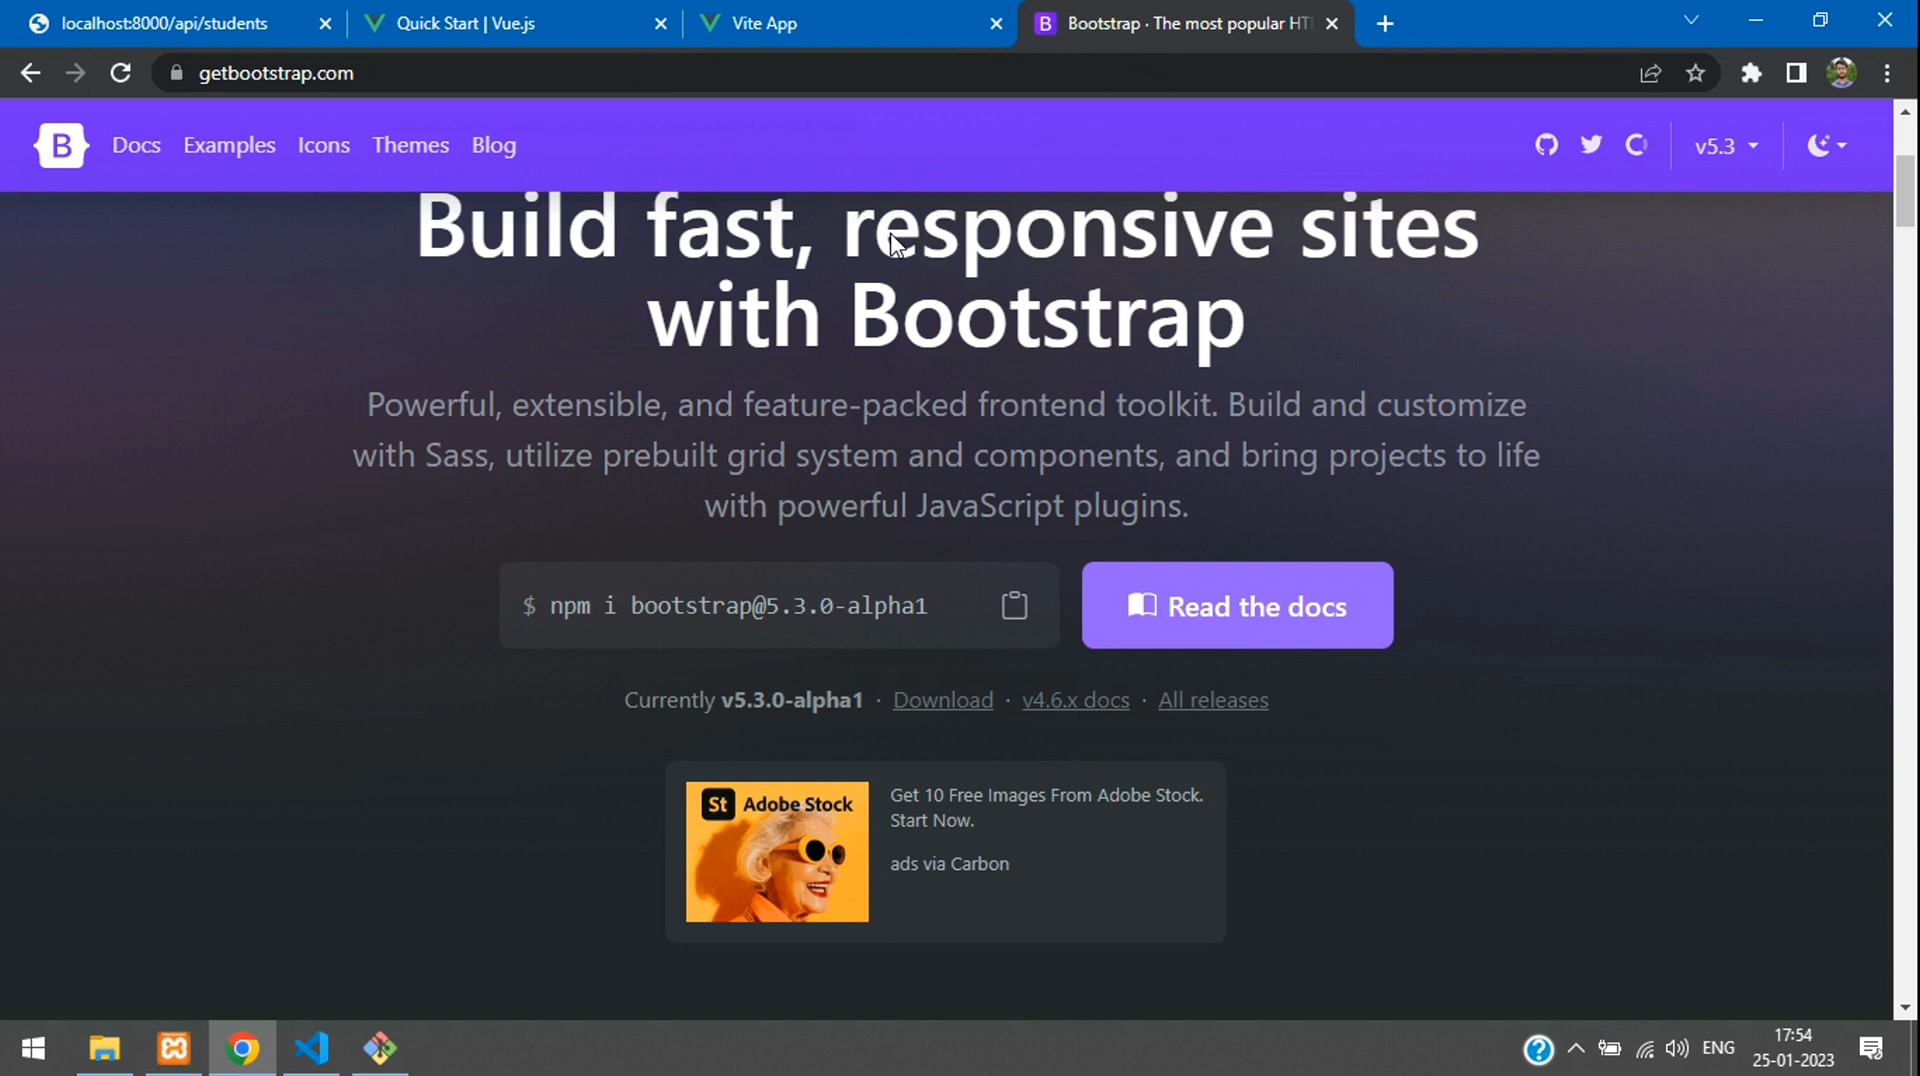 localhost:8000/api/students
Quick Start | Vue.js
Vite App
Bootstrap · The most popular HT
getbootstrap.com
B
Docs
Examples
Icons
Themes
Blog
v5.3
Build fast, responsive sites
with Bootstrap
Powerful, extensible, and feature-packed frontend toolkit. Build and customize
with Sass, utilize prebuilt grid system and components, and bring projects to life
with powerful JavaScript plugins.
$ npm i bootstrap@5.3.0-alpha1
Read the docs
Currently v5.3.0-alpha1 · Download · v4.6.x docs · All releases
St Adobe Stock
Get 10 Free Images From Adobe Stock.
Start Now.
ads via Carbon
ENG
17:54
25-01-2023